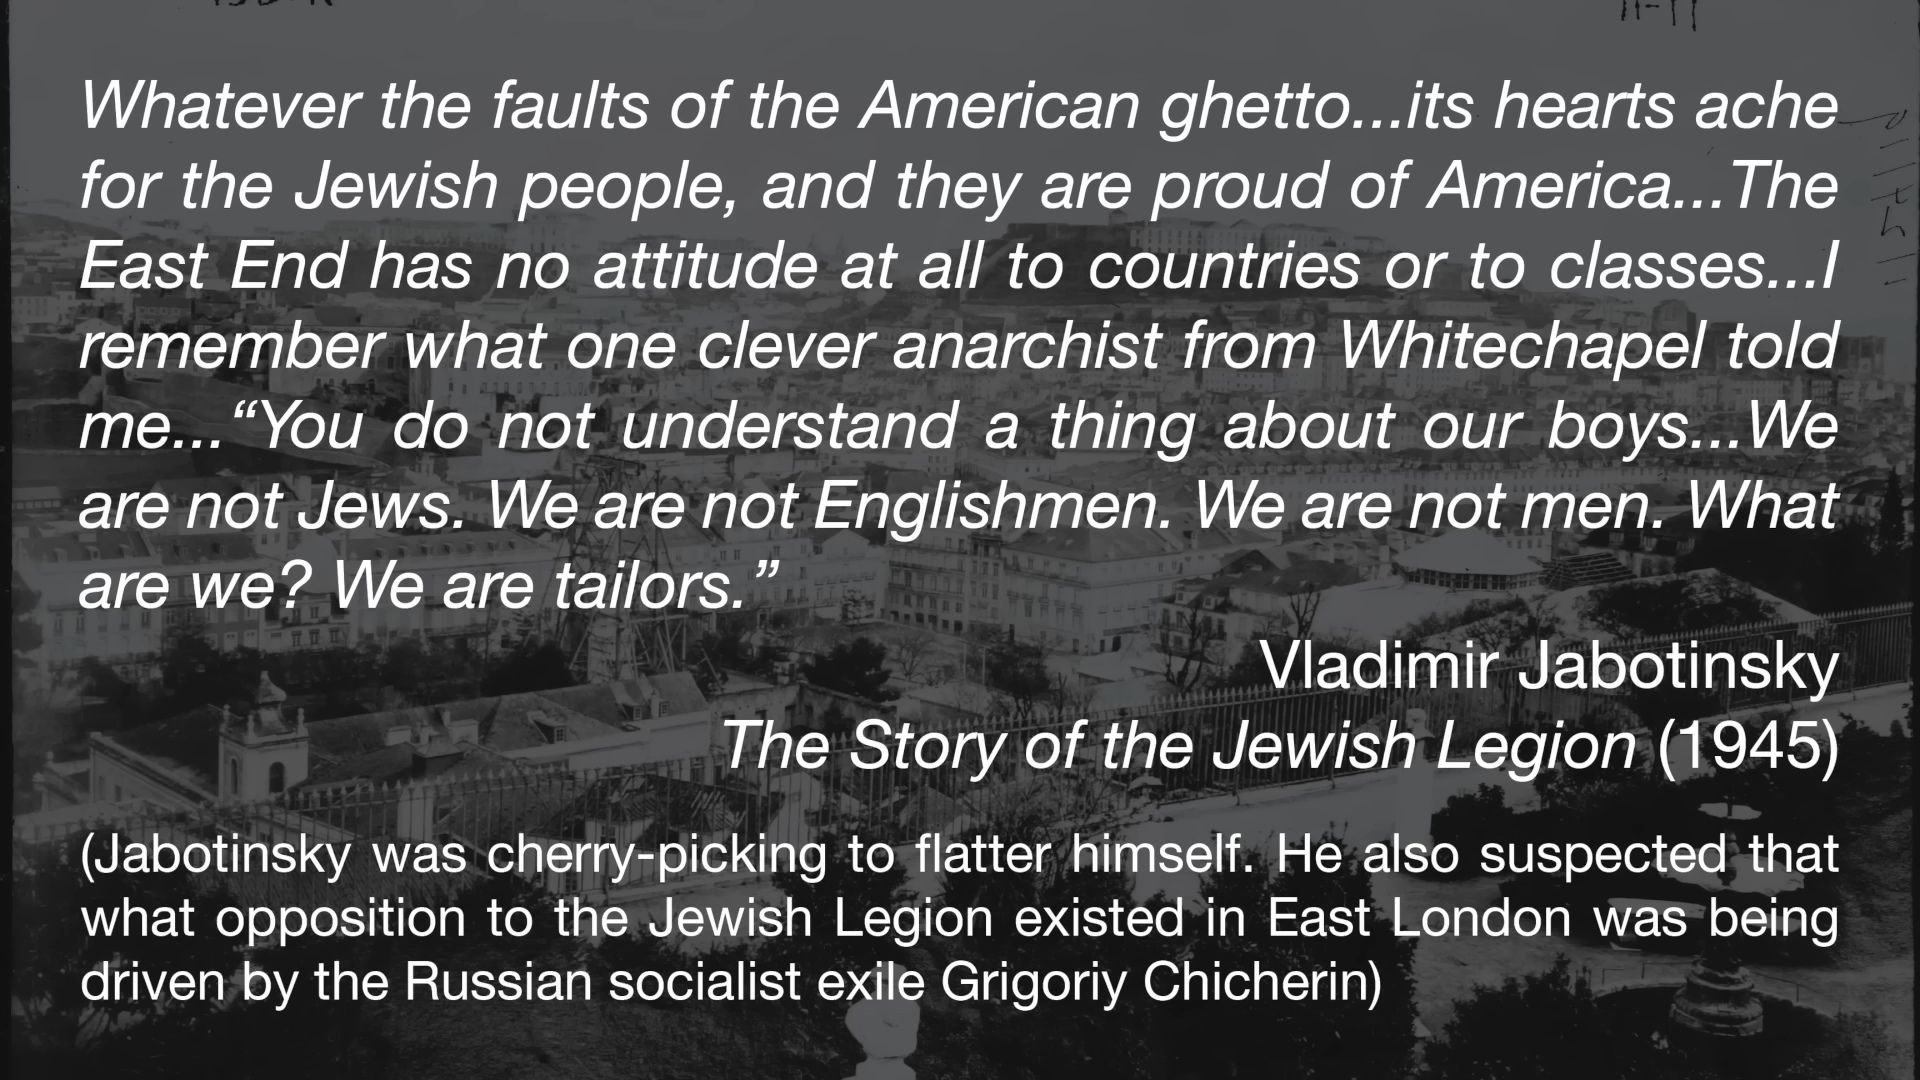 Whatever the faults of the American ghetto...its hearts ache
for the Jewish people, and they are proud of America...The
East End has no attitude at all to countries or to classes...I
remember what one clever anarchist from Whitechapel told
me...“You do not understand a thing about our boys...We
are not Jews. We are not Englishmen. We are not men. What
are we? We are tailors.”
Vladimir Jabotinsky
The Story of the Jewish Legion (1945)
(Jabotinsky was cherry-picking to flatter himself. He also suspected that
what opposition to the Jewish Legion existed in East London was being
driven by the Russian socialist exile Grigoriy Chicherin)